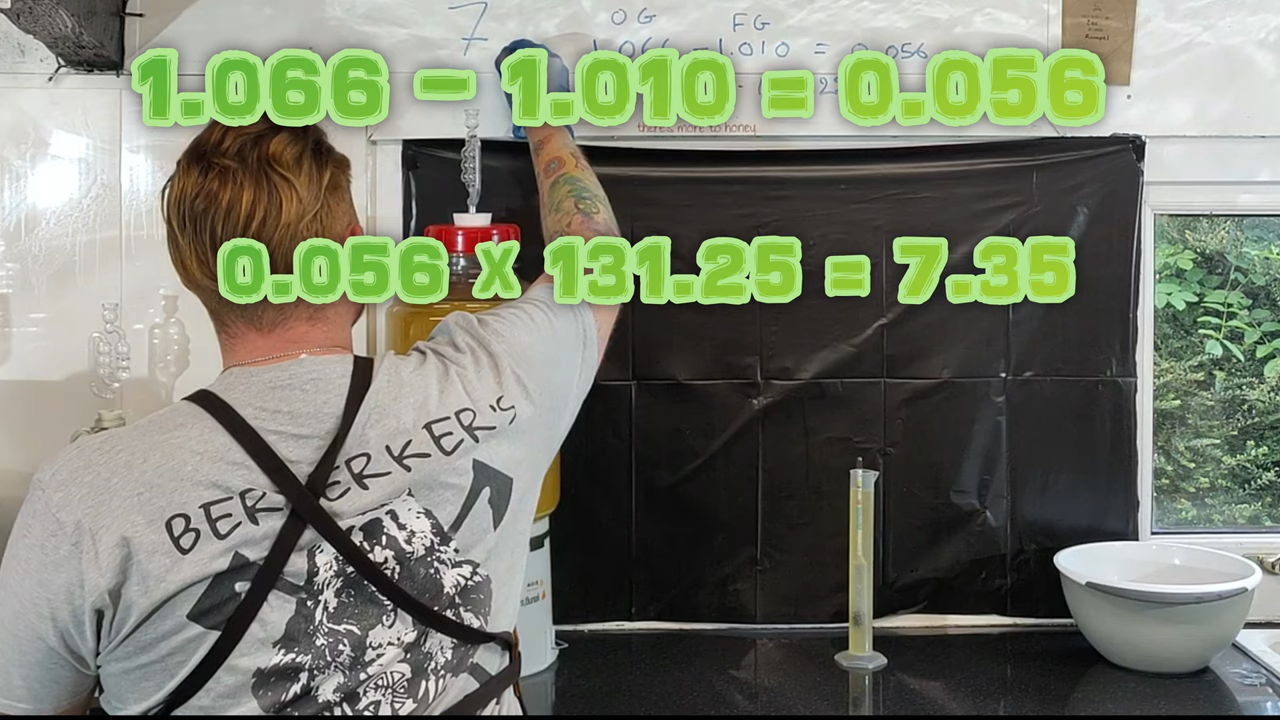 7
OG FG
1.066 - 1.010 = 0.056
1.066 - 1.010 = 0.056
there's more to honey.
0.056 x 131.25 = 7.35
BERSERKER'S